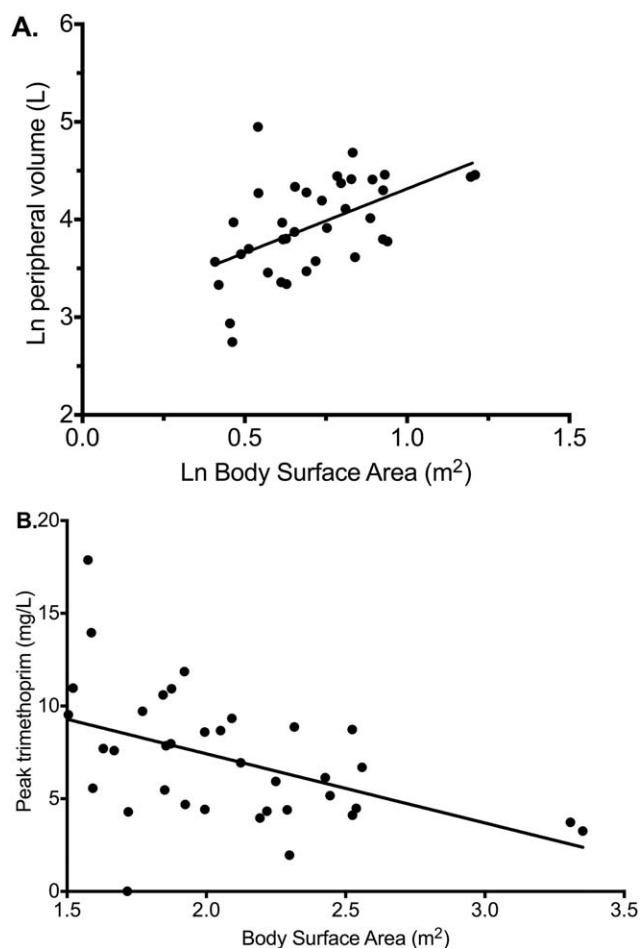 A.
6
5
4
3
2
Ln peripheral volume (L)
0.0 0.5 1.0 1.5
Ln Body Surface Area (m²)
B.
20
15
10
5
0
Peak trimethoprim (mg/L)
1.5 2.0 2.5 3.0 3.5
Body Surface Area (m²)